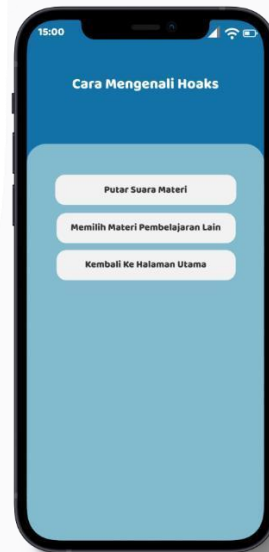 15:00
Cara Mengenali Hoaks
Putar Suara Materi
Memilih Materi Pembelajaran Lain
Kembali Ke Halaman Utama